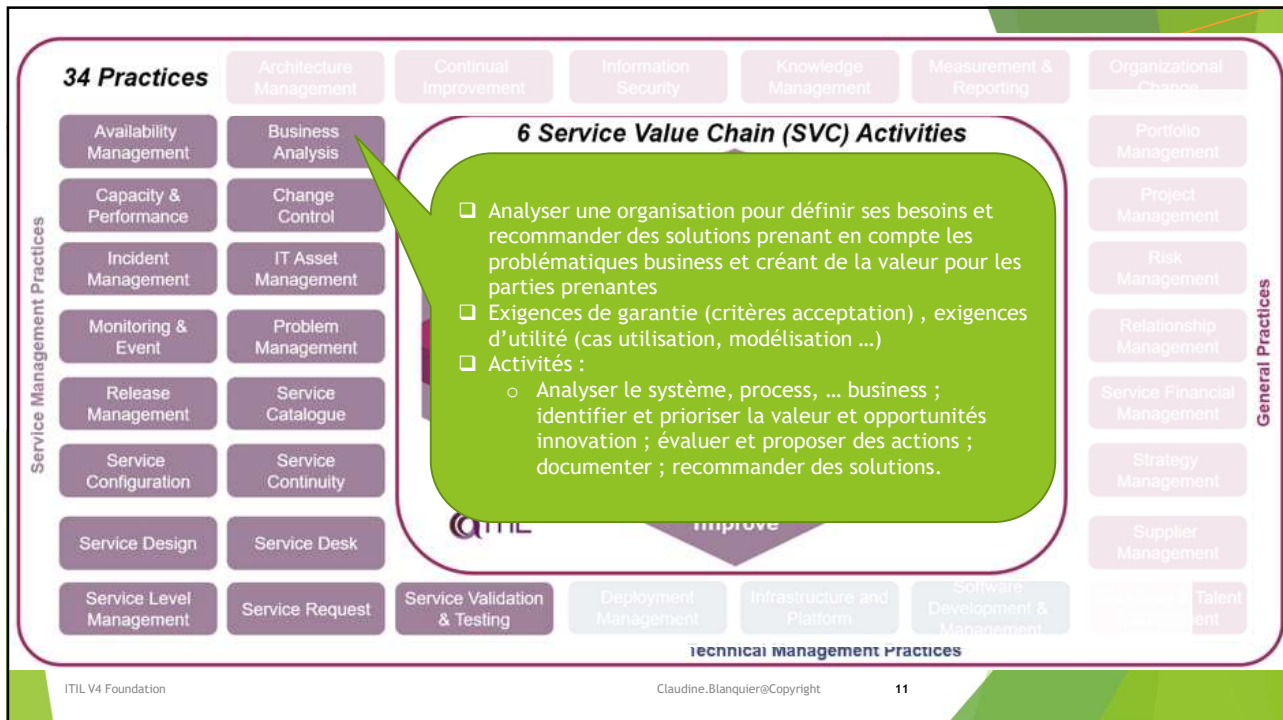 34 Practices
Architecture
Management
Continual
Improvement
Information
Security
Knowledge
Management
Measurement &
Reporting
Organizational
Change
Availability
Management
Business
Analysis
6 Service Value Chain (SVC) Activities
Portfolio
Management
Capacity &
Performance
Change
Control
Project
Management
Incident
Management
IT Asset
Management
Risk
Management
Monitoring &
Event
Problem
Management
Relationship
Management
Release
Management
Service
Catalogue
Service Financial
Management
Service
Configuration
Service
Continuity
Strategy
Management
Service Design
Service Desk
Supplier
Management
Service Level
Management
Service Request
Service Validation
& Testing
Deployment
Management
Infrastructure and
Platform
Software
Development &
Management
Talent
Service Management Practices
General Practices
Technical Management Practices
❑ Analyser une organisation pour définir ses besoins et
recommander des solutions prenant en compte les
problématiques business et créant de la valeur pour les
parties prenantes
❑ Exigences de garantie (critères acceptation) , exigences
d’utilité (cas utilisation, modélisation …)
❑ Activités :
o Analyser le système, process, … business ;
identifier et prioriser la valeur et opportunités
innovation ; évaluer et proposer des actions ;
documenter ; recommander des solutions.
ITIL
Improve
ITIL V4 Foundation
Claudine.Blanquier@Copyright
11